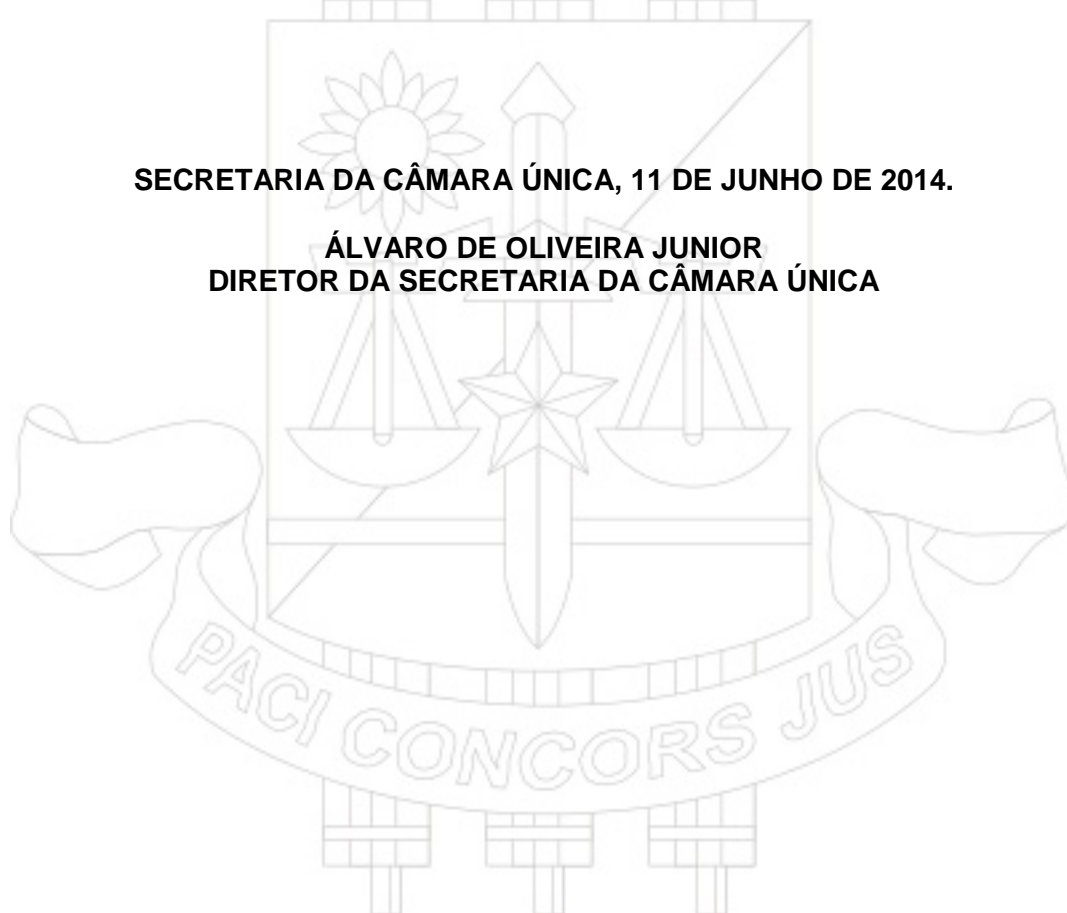 SECRETARIA DA CÂMARA ÚNICA, 11 DE JUNHO DE 2014.
ÁLVARO DE OLIVEIRA JUNIOR
DIRETOR DA SECRETARIA DA CÂMARA ÚNICA
PACI CONCORS JUS